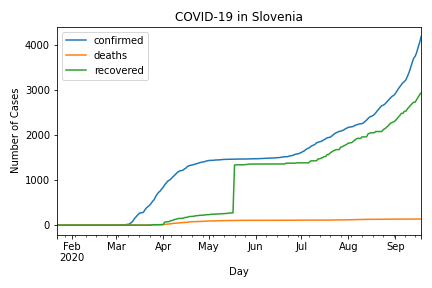 COVID-19 in Slovenia
confirmed
deaths
recovered
Number of Cases
4000
3000
2000
1000
0
Feb Mar Apr May Jun Jul Aug Sep
2020
Day